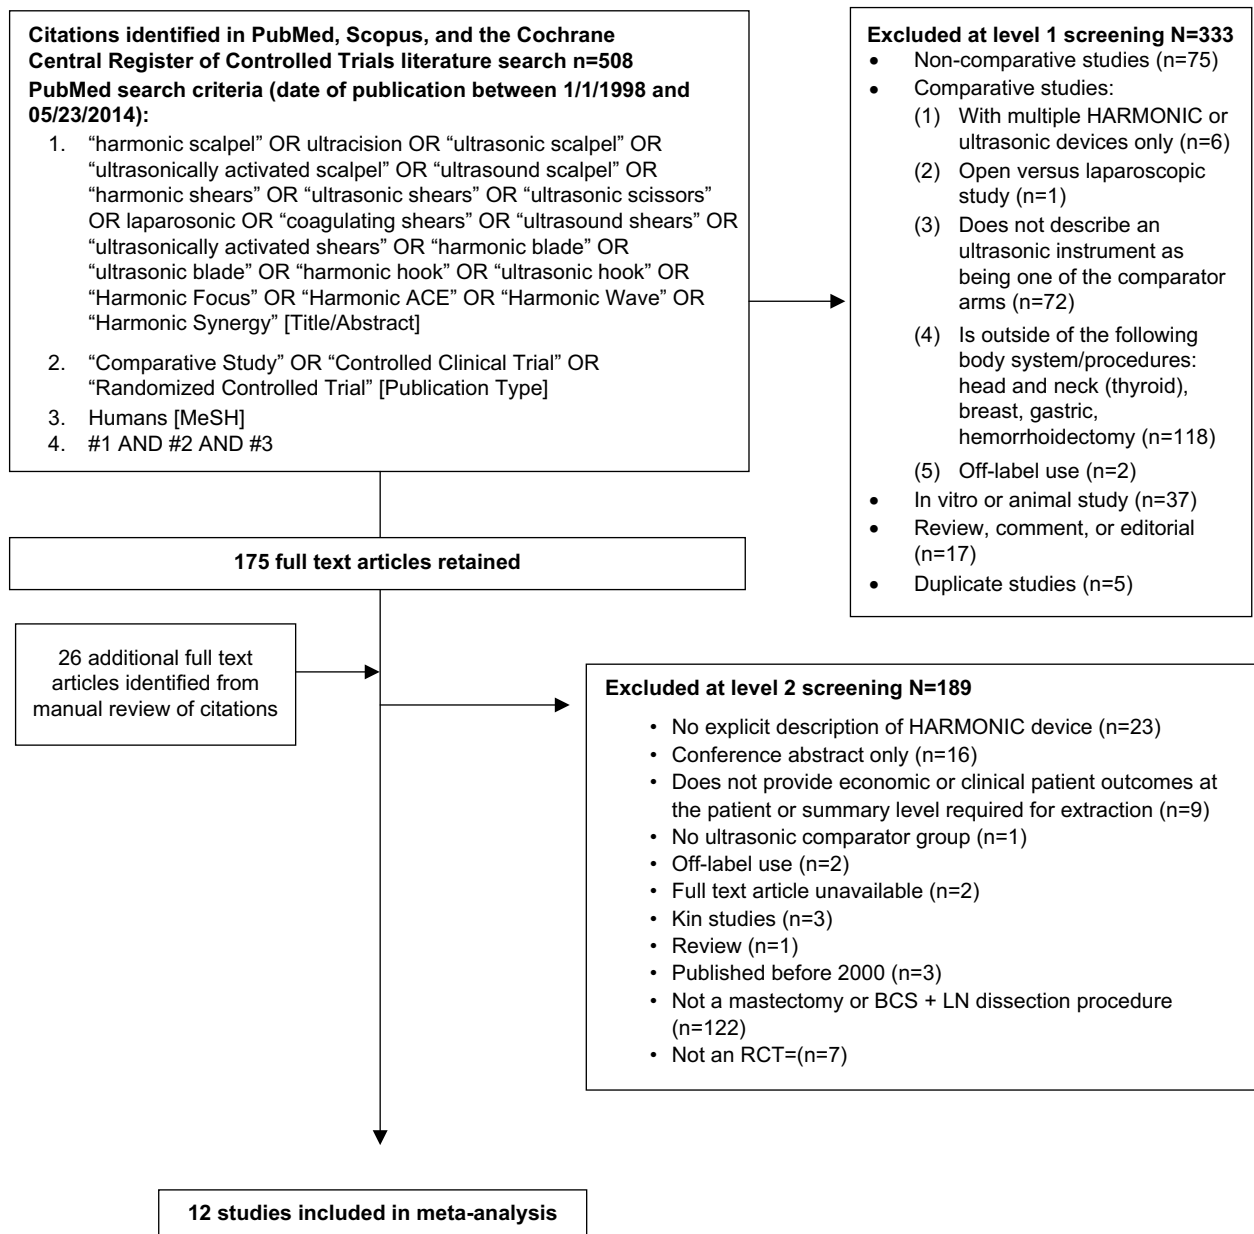 Citations identified in PubMed, Scopus, and the Cochrane
Central Register of Controlled Trials literature search n=508
PubMed search criteria (date of publication between 1/1/1998 and
05/23/2014):
1. “harmonic scalpel” OR ultracision OR “ultrasonic scalpel” OR
“ultrasonically activated scalpel” OR “ultrasound scalpel” OR
“harmonic shears” OR “ultrasonic shears” OR “ultrasonic scissors”
OR laparosonic OR “coagulating shears” OR “ultrasound shears” OR
“ultrasonically activated shears” OR “harmonic blade” OR
“ultrasonic blade” OR “harmonic hook” OR “ultrasonic hook” OR
“Harmonic Focus” OR “Harmonic ACE” OR “Harmonic Wave” OR
“Harmonic Synergy” [Title/Abstract]
2. “Comparative Study” OR “Controlled Clinical Trial” OR
“Randomized Controlled Trial” [Publication Type]
3. Humans [MeSH]
4. #1 AND #2 AND #3
Excluded at level 1 screening N=333
• Non-comparative studies (n=75)
• Comparative studies:
(1) With multiple HARMONIC or
ultrasonic devices only (n=6)
(2) Open versus laparoscopic
study (n=1)
(3) Does not describe an
ultrasonic instrument as
being one of the comparator
arms (n=72)
(4) Is outside of the following
body system/procedures:
head and neck (thyroid),
breast, gastric,
hemorrhoidectomy (n=118)
(5) Off-label use (n=2)
• In vitro or animal study (n=37)
• Review, comment, or editorial
(n=17)
• Duplicate studies (n=5)
175 full text articles retained
26 additional full text
articles identified from
manual review of citations
Excluded at level 2 screening N=189
• No explicit description of HARMONIC device (n=23)
• Conference abstract only (n=16)
• Does not provide economic or clinical patient outcomes at
the patient or summary level required for extraction (n=9)
• No ultrasonic comparator group (n=1)
• Off-label use (n=2)
• Full text article unavailable (n=2)
• Kin studies (n=3)
• Review (n=1)
• Published before 2000 (n=3)
• Not a mastectomy or BCS + LN dissection procedure
(n=122)
• Not an RCT=(n=7)
12 studies included in meta-analysis